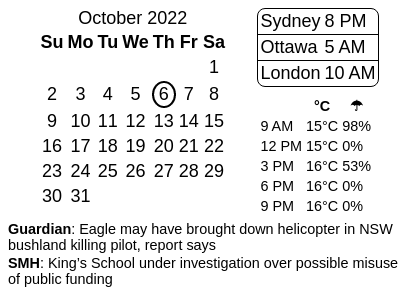 October 2022
Su Mo Tu We Th Fr Sa
1
2 3 4 5 6 7 8
9 10 11 12 13 14 15
16 17 18 19 20 21 22
23 24 25 26 27 28 29
30 31
Sydney 8 PM
Ottawa 5 AM
London 10 AM
°C ☂
9 AM 15°C 98%
12 PM 15°C 0%
3 PM 16°C 53%
6 PM 16°C 0%
9 PM 16°C 0%
Guardian: Eagle may have brought down helicopter in NSW
bushland killing pilot, report says
SMH: King’s School under investigation over possible misuse
of public funding